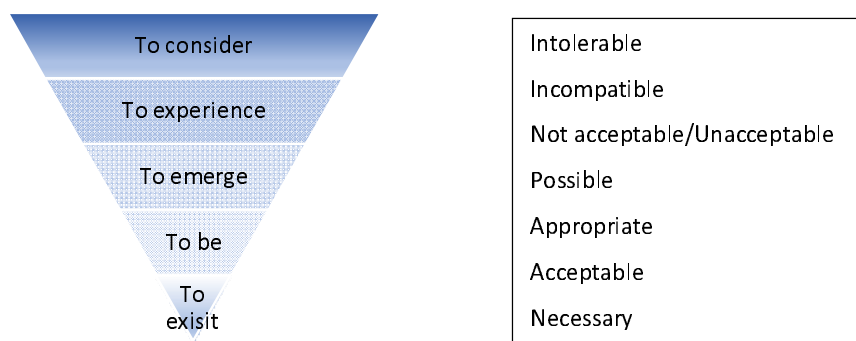 To consider
To experience
To emerge
To be
To
exisit
Intolerable
Incompatible
Not acceptable/Unacceptable
Possible
Appropriate
Acceptable
Necessary